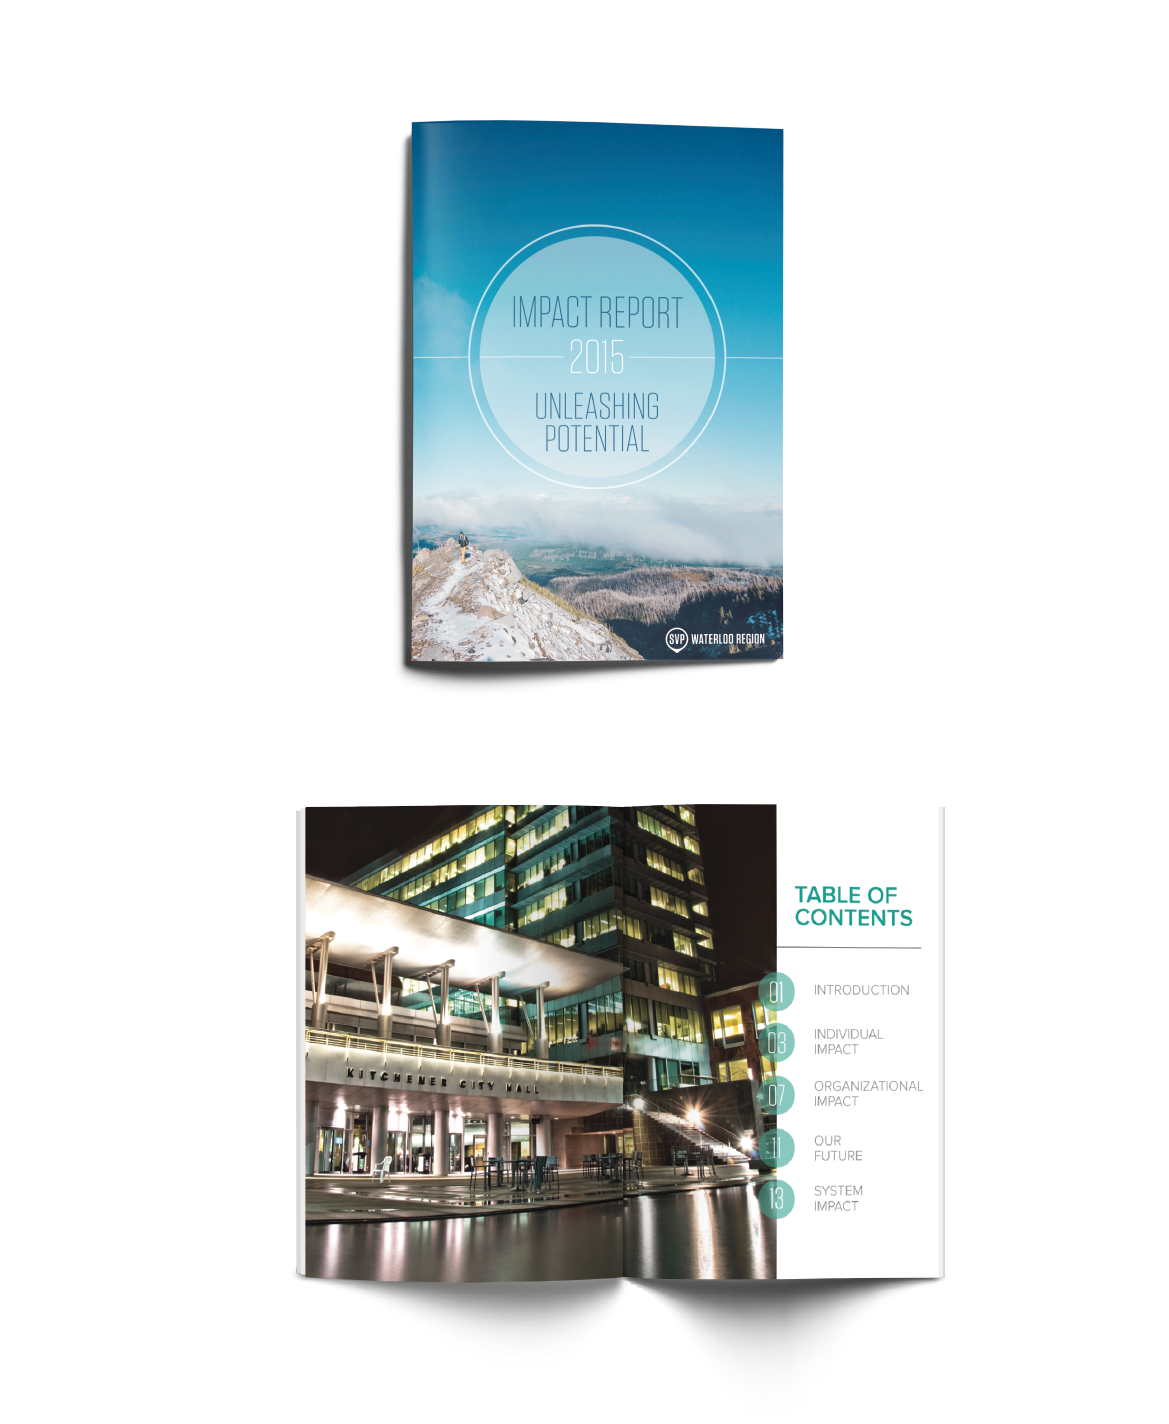 IMPACT REPORT
2015
UNLEASHING
POTENTIAL
SVP WATERLOO REGION
KITCHENER CITY HALL
TABLE OF
CONTENTS
01 INTRODUCTION
03 INDIVIDUAL
IMPACT
07 ORGANIZATIONAL
IMPACT
11 OUR
FUTURE
13 SYSTEM
IMPACT